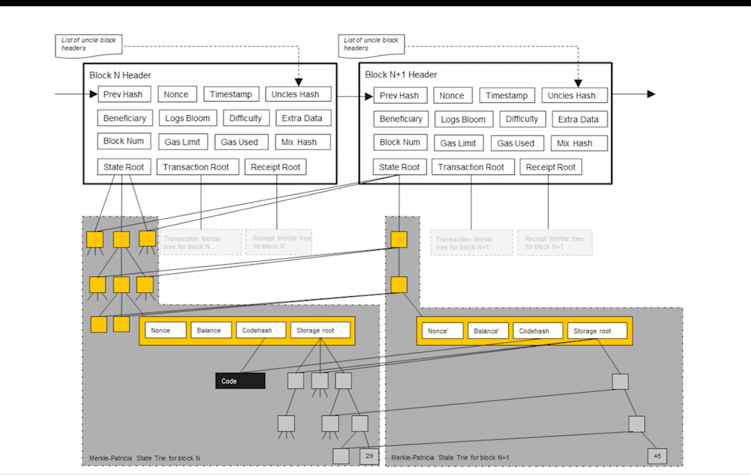 List of uncle block
headers
List of uncle block
headers
Block N Header
Prev Hash
Nonce
Timestamp
Uncles Hash
Beneficiary
Logs Bloom
Difficulty
Extra Data
Block Num
Gas Limit
Gas Used
Mix Hash
State Root
Transaction Root
Receipt Root
Block N+1 Header
Prev Hash
Nonce
Timestamp
Uncles Hash
Beneficiary
Logs Bloom
Difficulty
Extra Data
Block Num
Gas Limit
Gas Used
Mix Hash
State Root
Transaction Root
Receipt Root
Transaction Merkle
tree for block N
Receipt Merkle
tree for block N
Transaction Merkle
tree for block N+1
Receipt Merkle
tree for block N+1
Nonce
Balance
Codehash
Storage root
Nonce'
Balance'
Codehash
Storage root
Code
29
45
Merkle-Patricia State Trie for block N
Merkle-Patricia State Trie for block N+1